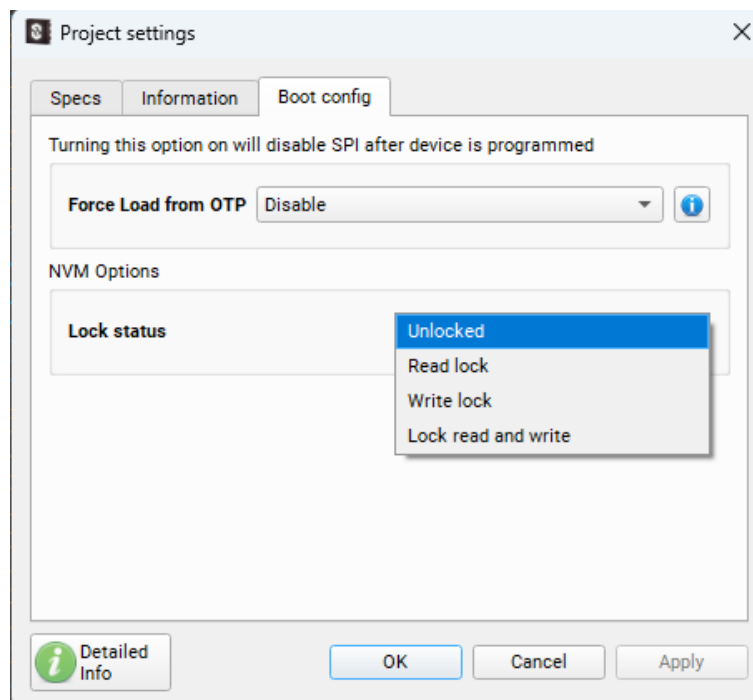 Project settings
Specs
Information
Boot config
Turning this option on will disable SPI after device is programmed
Force Load from OTP
Disable
NVM Options
Lock status
Unlocked
Read lock
Write lock
Lock read and write
Detailed
Info
OK
Cancel
Apply